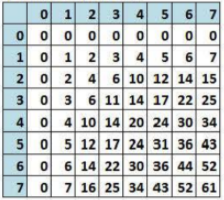 0 1 2 3 4 5 6 7
0 0 0 0 0 0 0 0 0
1 0 1 2 3 4 5 6 7
2 0 2 4 6 10 12 14 15
3 0 3 6 11 14 17 22 25
4 0 4 10 14 20 24 30 34
5 0 5 12 17 24 31 36 43
6 0 6 14 22 30 36 44 52
7 0 7 16 25 34 43 52 61